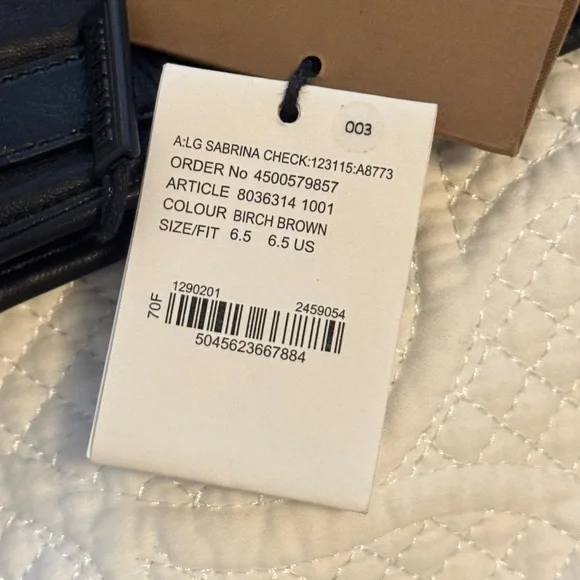 003
A:LG SABRINA CHECK:123115:A8773
ORDER No 4500579857
ARTICLE 8036314 1001
COLOUR BIRCH BROWN
SIZE/FIT 6.5 6.5 US
1290201 2459054
70F
5045623667884